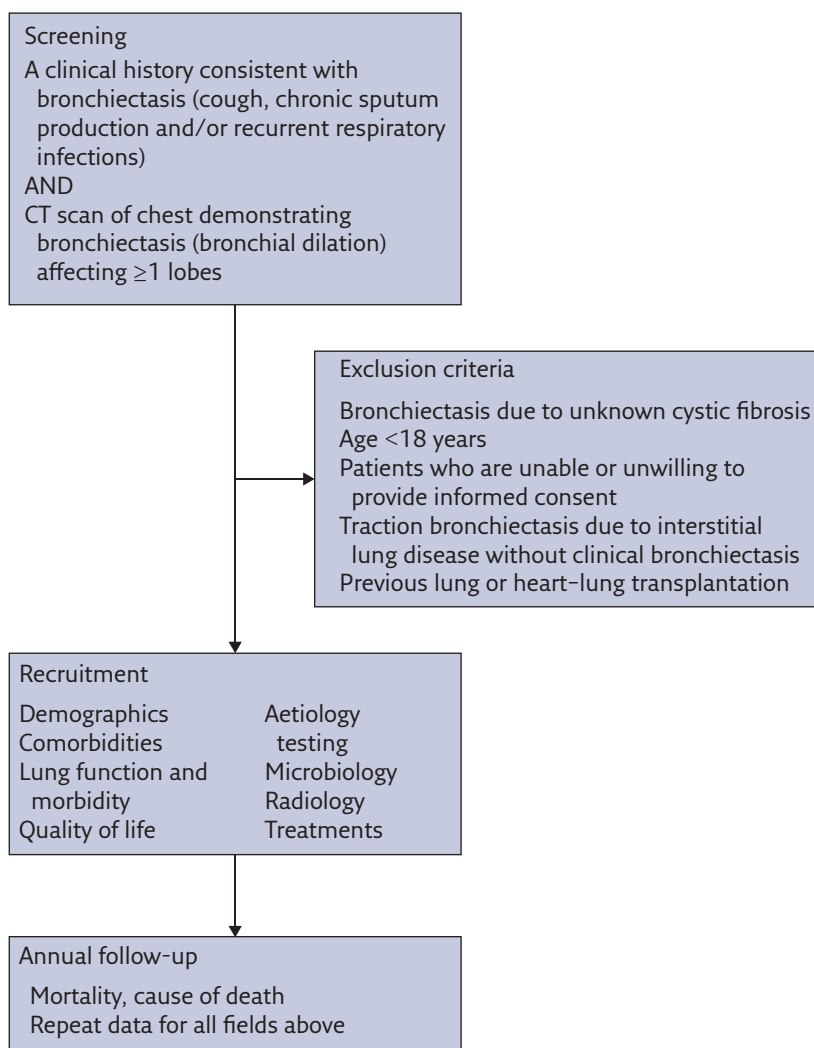 Screening
A clinical history consistent with
bronchiectasis (cough, chronic sputum
production and/or recurrent respiratory
infections)
AND
CT scan of chest demonstrating
bronchiectasis (bronchial dilation)
affecting ≥1 lobes
Exclusion criteria
Bronchiectasis due to unknown cystic fibrosis
Age <18 years
Patients who are unable or unwilling to
provide informed consent
Traction bronchiectasis due to interstitial
lung disease without clinical bronchiectasis
Previous lung or heart–lung transplantation
Recruitment
Demographics
Comorbidities
Lung function and
morbidity
Quality of life
Aetiology
testing
Microbiology
Radiology
Treatments
Annual follow-up
Mortality, cause of death
Repeat data for all fields above